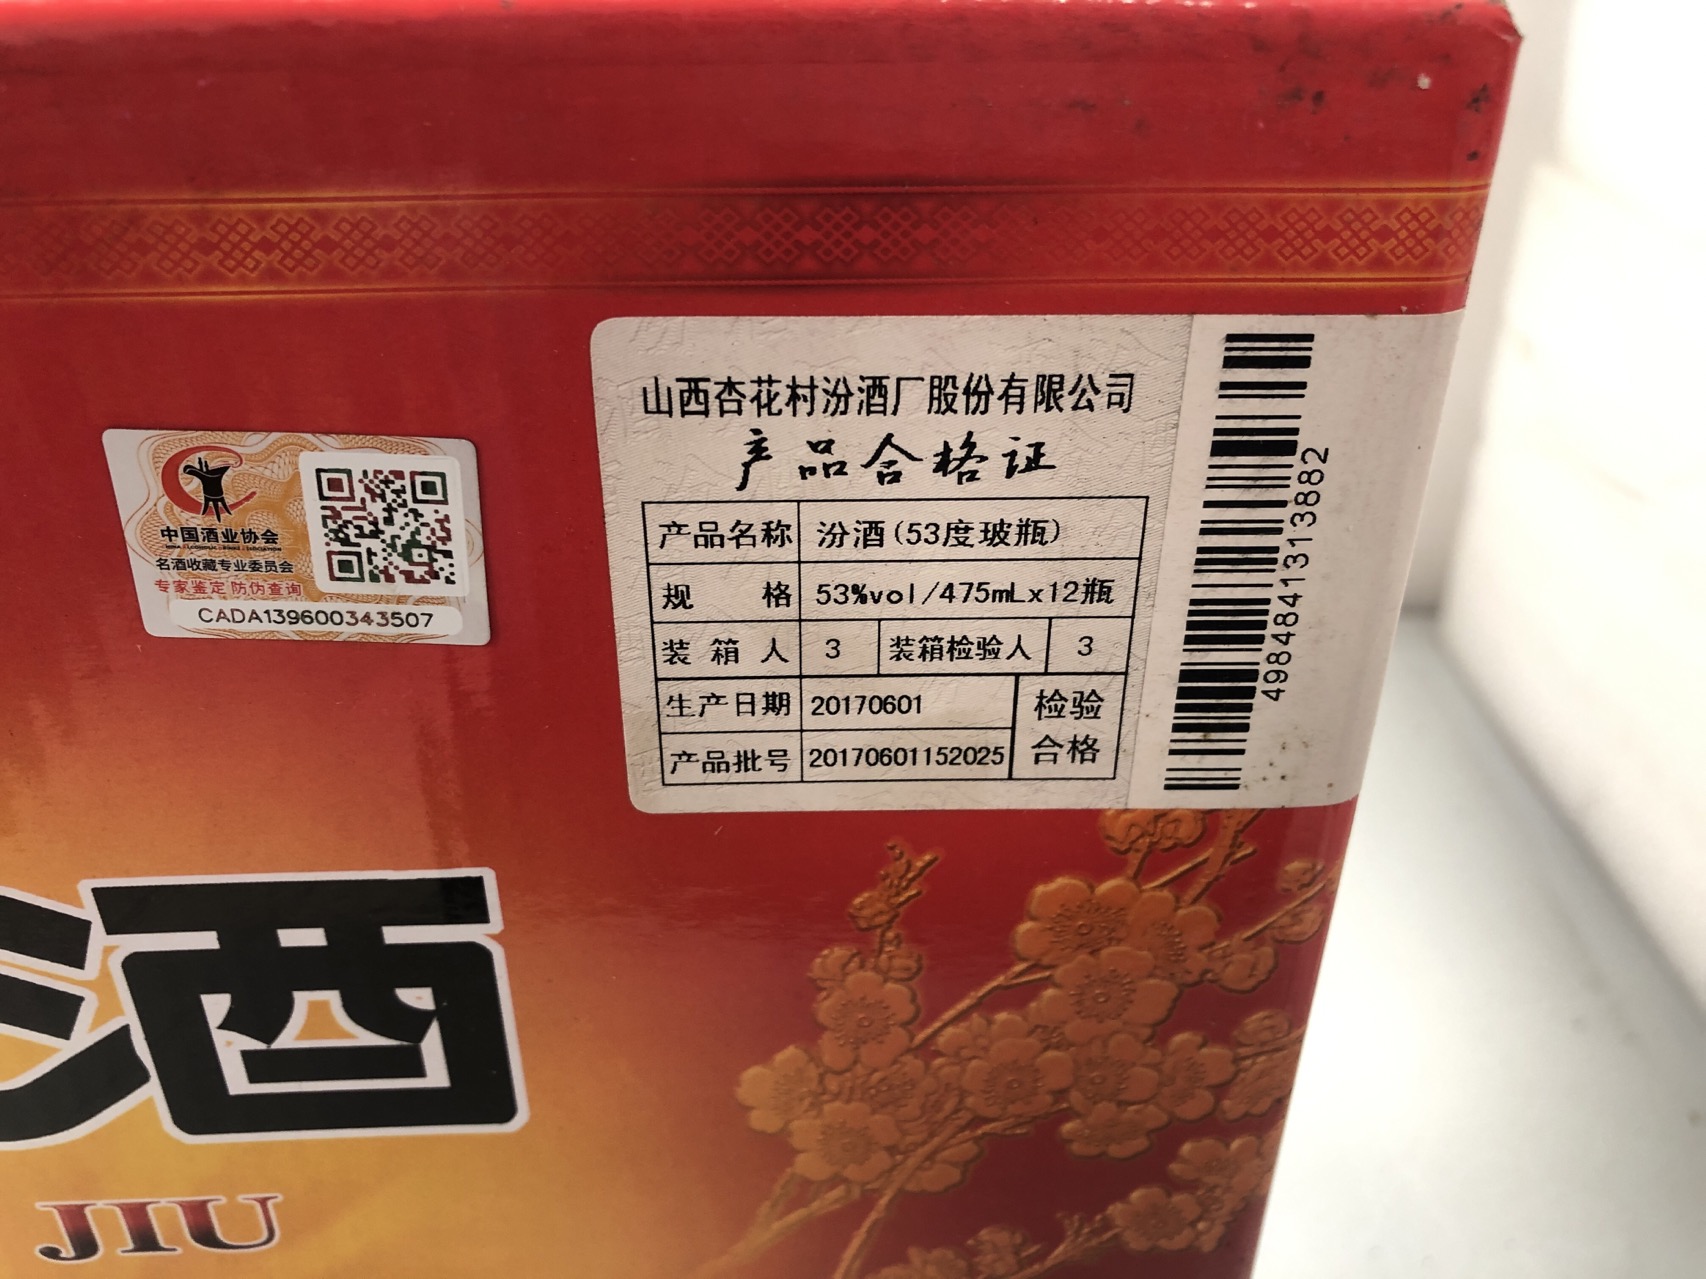 山西杏花村汾酒厂股份有限公司
产品合格证
产品名称 汾酒(53度玻瓶)
规 格 53%vol/475mLx12瓶
装 箱 人 3 装箱检验人 3
生产日期 20170601 检验
产品批号 20170601152025 合格
4984841313882
中国酒业协会
名酒收藏专业委员会
专家鉴定 防伪查询
CADA139600343507
酒
JIU